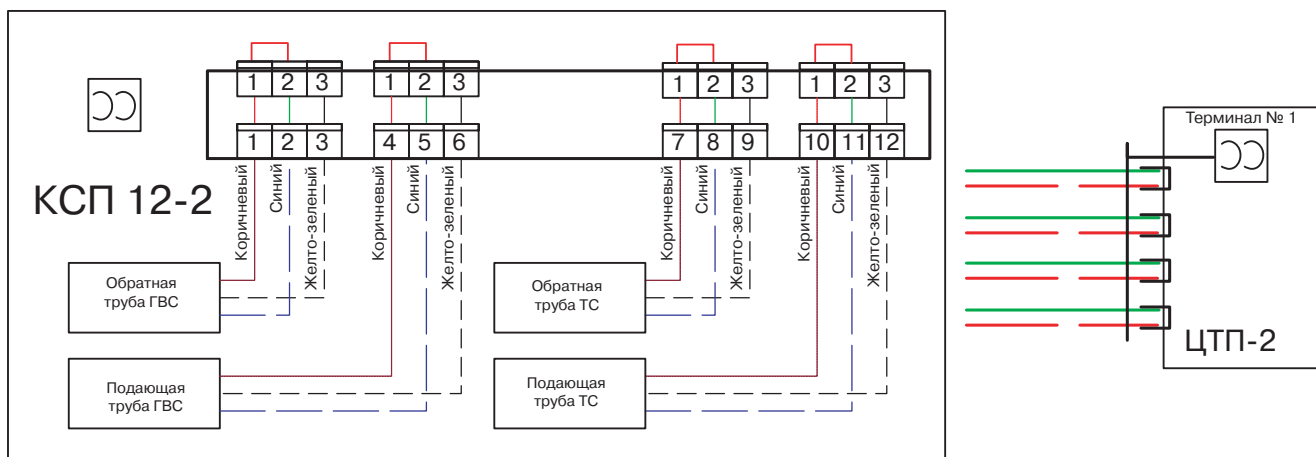 1 2 3 1 2 3 1 2 3 1 2 3
1 2 3 4 5 6 7 8 9 10 11 12
КСП 12-2
Коричневый
Синий
Желто-зеленый
Коричневый
Синий
Желто-зеленый
Коричневый
Синий
Желто-зеленый
Коричневый
Синий
Желто-зеленый
Обратная
труба ГВС
Подающая
труба ГВС
Обратная
труба ТС
Подающая
труба ТС
Терминал № 1
ЦТП-2